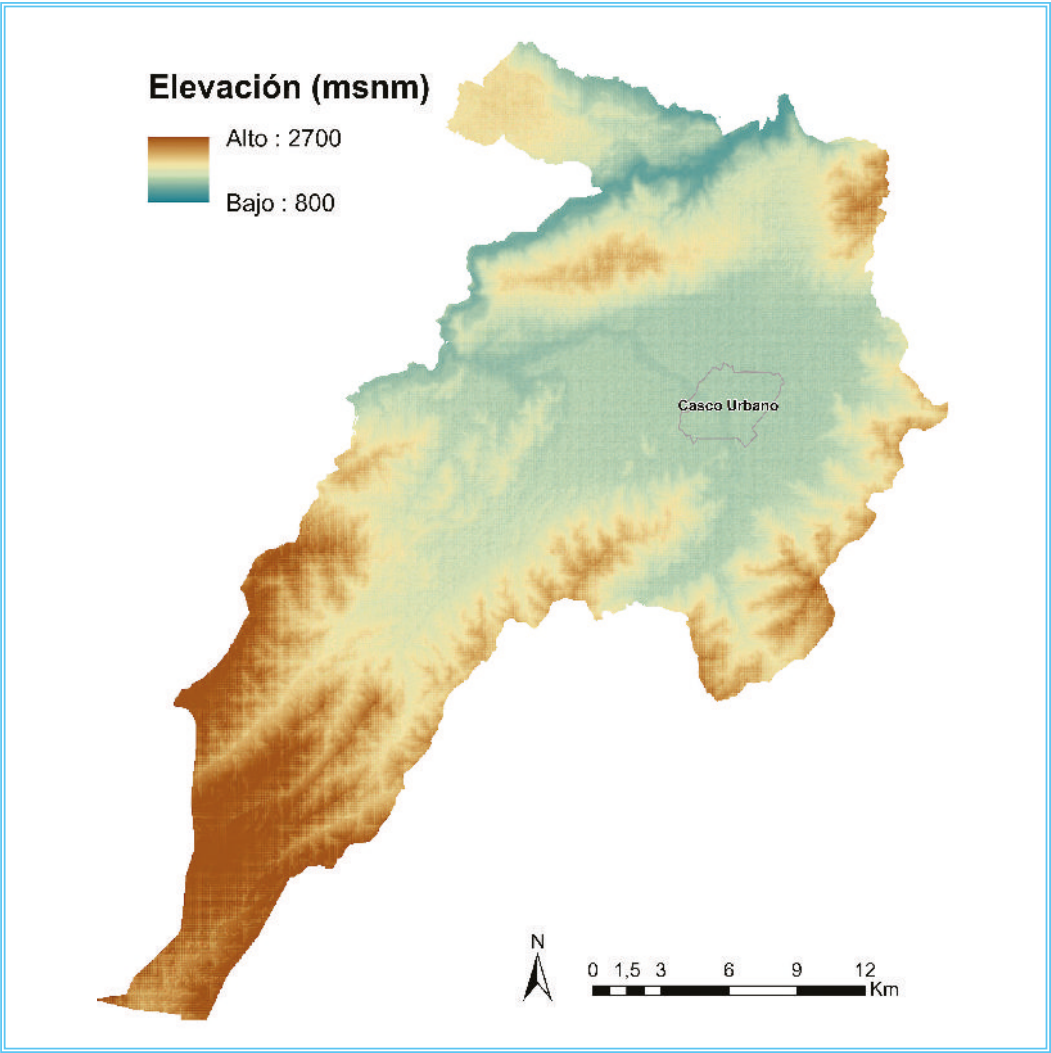 Elevación (msnm)
Alto : 2700
Bajo : 800
Casco Urbano
N
0 1,5 3 6 9 12
Km